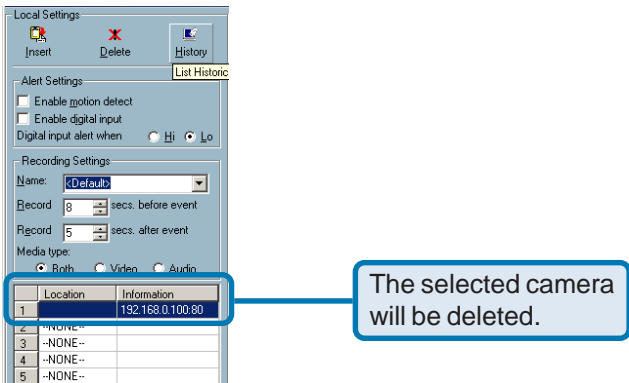 Local Settings
Insert Delete History
List Historic
Alert Settings
Enable motion detect
Enable digital input
Digital input alert when Hi Lo
Recording Settings
Name: <Default>
Record 8 secs. before event
Record 5 secs. after event
Media type:
Both Video Audio
Location Information
1 192.168.0.100:80
2 --NONE--
3 --NONE--
4 --NONE--
5 --NONE--
The selected camera
will be deleted.